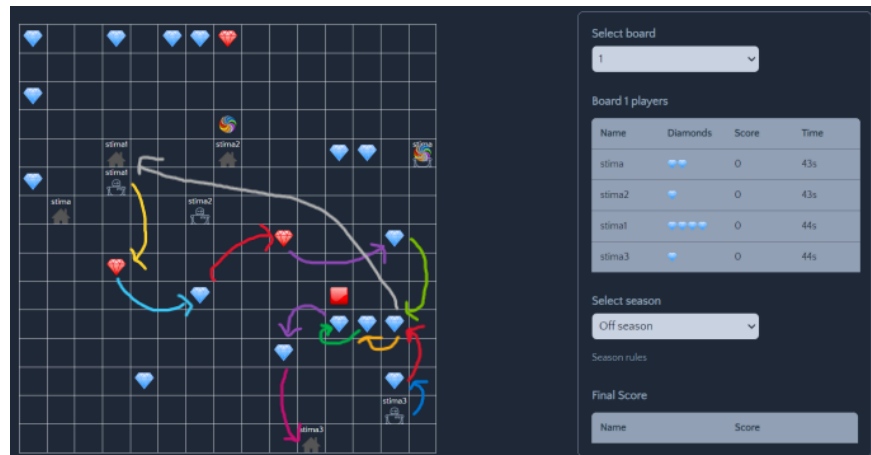 stima1
stima2
stima
stima1
stima
stima2
stima3
stima3
Select board
1
Board 1 players
Name Diamonds Score Time
stima 0 43s
stima2 0 43s
stima1 0 44s
stima3 0 44s
Select season
Off season
Season rules
Final Score
Name Score